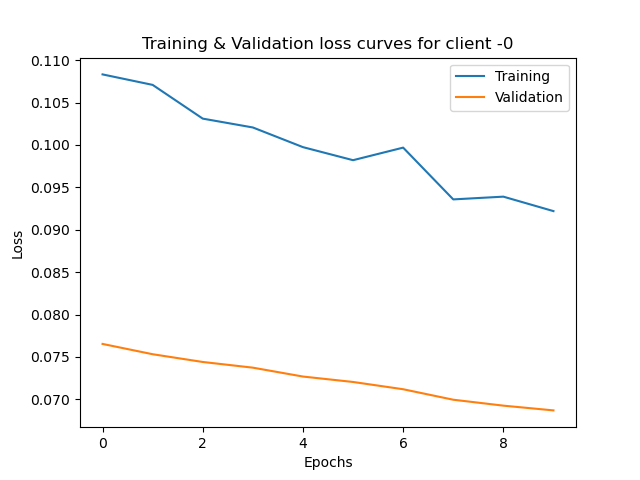 Training & Validation loss curves for client -0
Training
Validation
0.110
0.105
0.100
0.095
0.090
0.085
0.080
0.075
0.070
Loss
0 2 4 6 8
Epochs